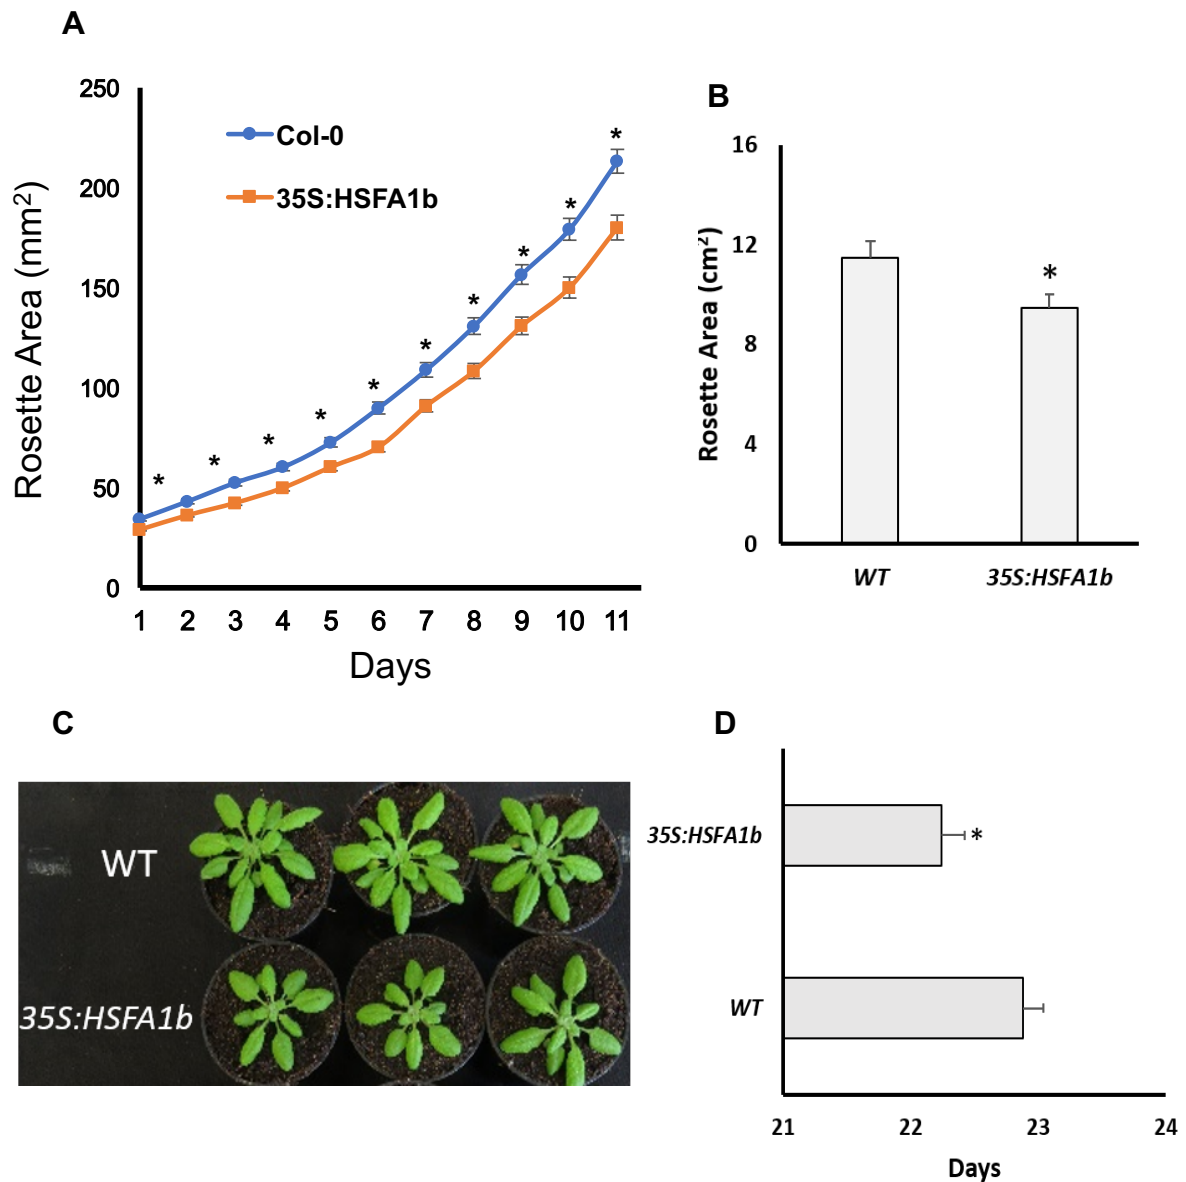 A
250
200
150
100
50
0
Rosette Area (mm²)
Col-0
35S:HSFA1b
*
*
*
*
*
*
*
*
*
*
*
1 2 3 4 5 6 7 8 9 10 11
Days
B
16
12
8
4
0
Rosette Area (cm²)
*
WT 35S:HSFA1b
C
WT
35S:HSFA1b
D
35S:HSFA1b
*
WT
21 22 23 24
Days